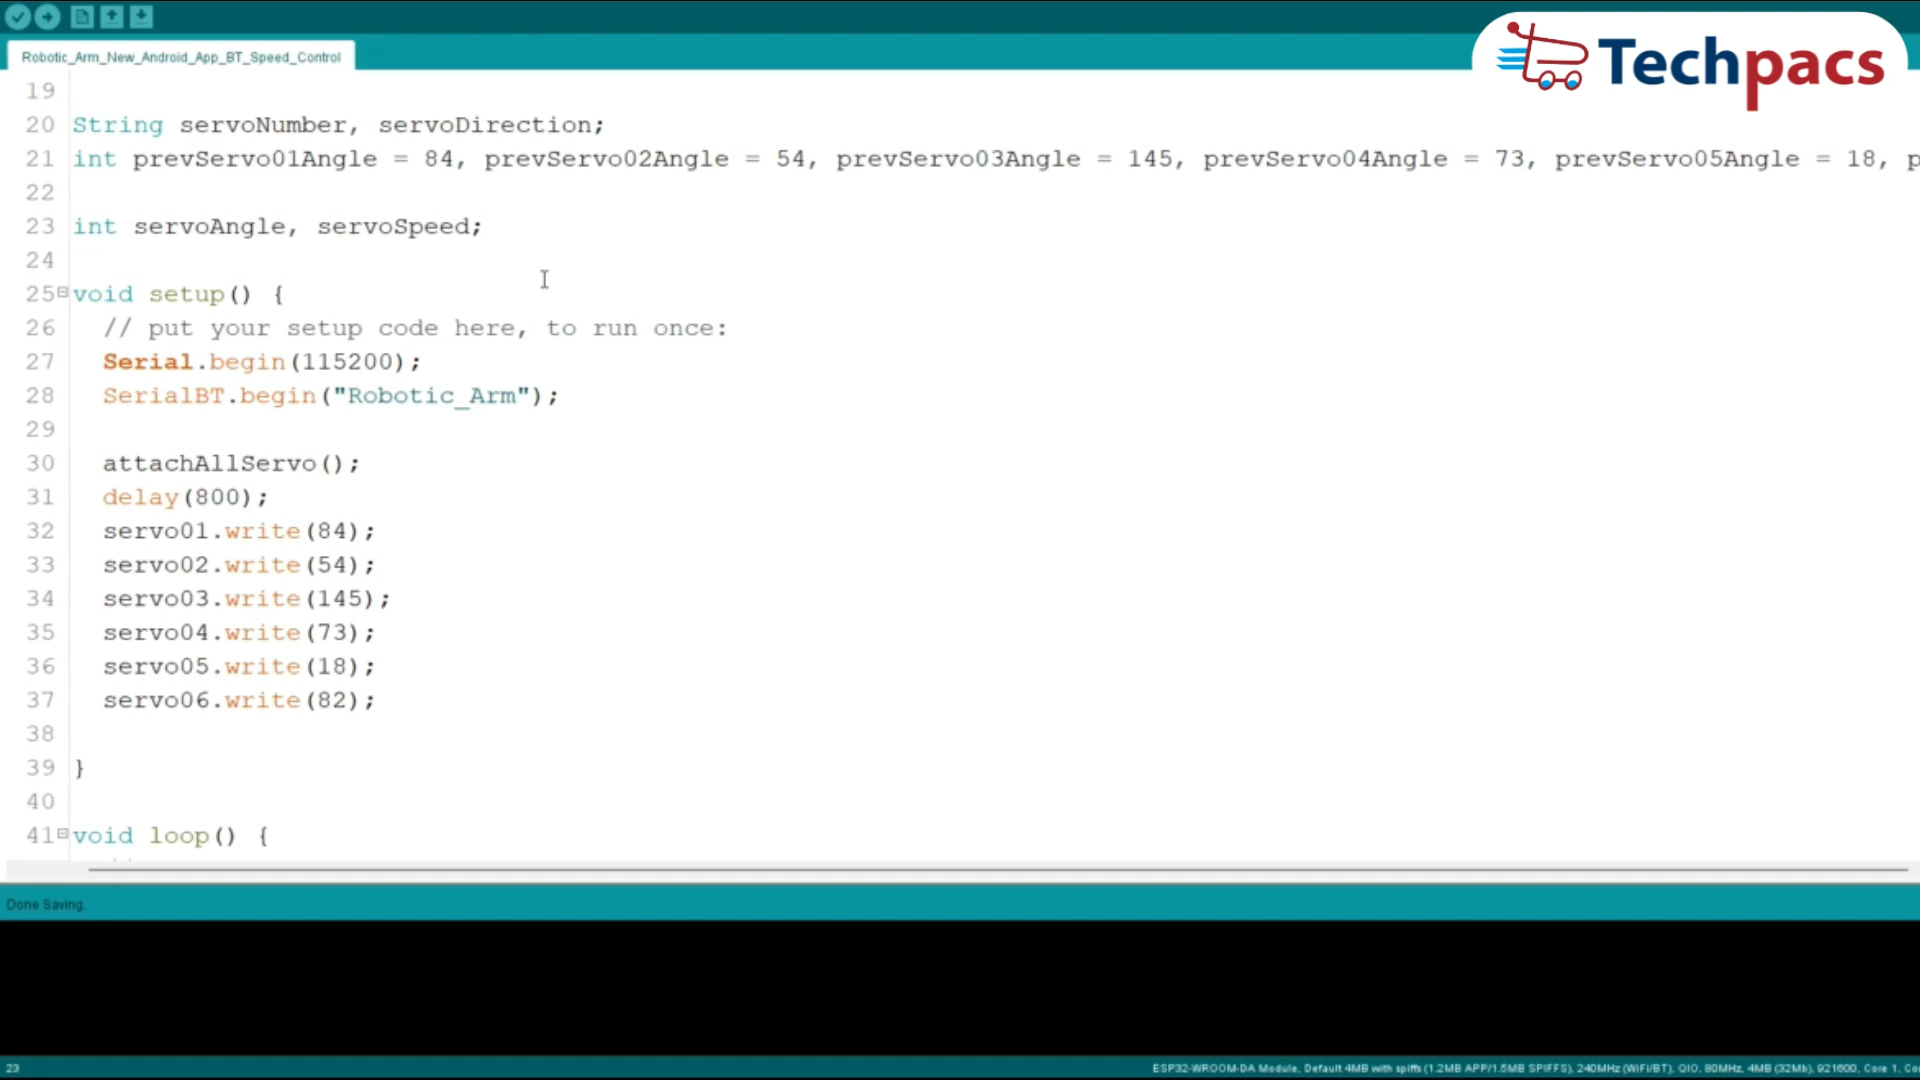 Techpacs
Robotic_Arm_New_Android_App_BT_Speed_Control
19
20 String servoNumber, servoDirection;
21 int prevServo01Angle = 84, prevServo02Angle = 54, prevServo03Angle = 145, prevServo04Angle = 73, prevServo05Angle = 18, p
22
23 int servoAngle, servoSpeed;
24
25 void setup() {
26 // put your setup code here, to run once:
27 Serial.begin(115200);
28 SerialBT.begin("Robotic_Arm");
29
30 attachAllServo();
31 delay(800);
32 servo01.write(84);
33 servo02.write(54);
34 servo03.write(145);
35 servo04.write(73);
36 servo05.write(18);
37 servo06.write(82);
38
39 }
40
41 void loop() {
Done Saving.
23 ESP32-WROOM-DA Module, Default 4MB with spiffs (1.2MB APP/1.5MB SPIFFS), 240MHz (WiFi/BT), QIO, 80MHz, 4MB (32Mb), 921600, Core 1, Co